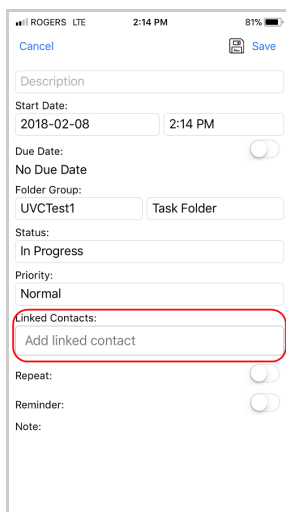 ROGERS LTE 2:14 PM 81%
Cancel Save
Description
Start Date:
2018-02-08 2:14 PM
Due Date:
No Due Date
Folder Group:
UVCTest1 Task Folder
Status:
In Progress
Priority:
Normal
Linked Contacts:
Add linked contact
Repeat:
Reminder:
Note: